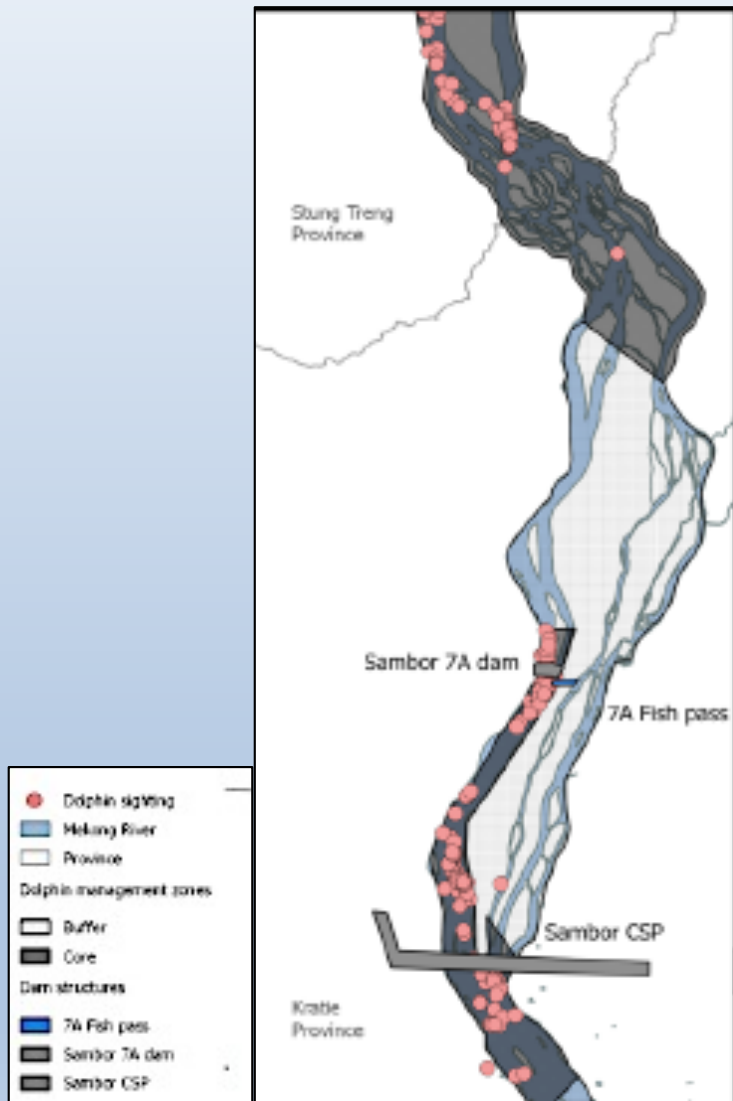 Stung Treng
Province
Sambor 7A dam
7A Fish pass
Sambor CSP
Kratie
Province
Dolphin sighting
Mekong River
Province
Dolphin management zones
Buffer
Core
Dam structures
7A Fish pass
Sambor 7A dam
Sambor CSP